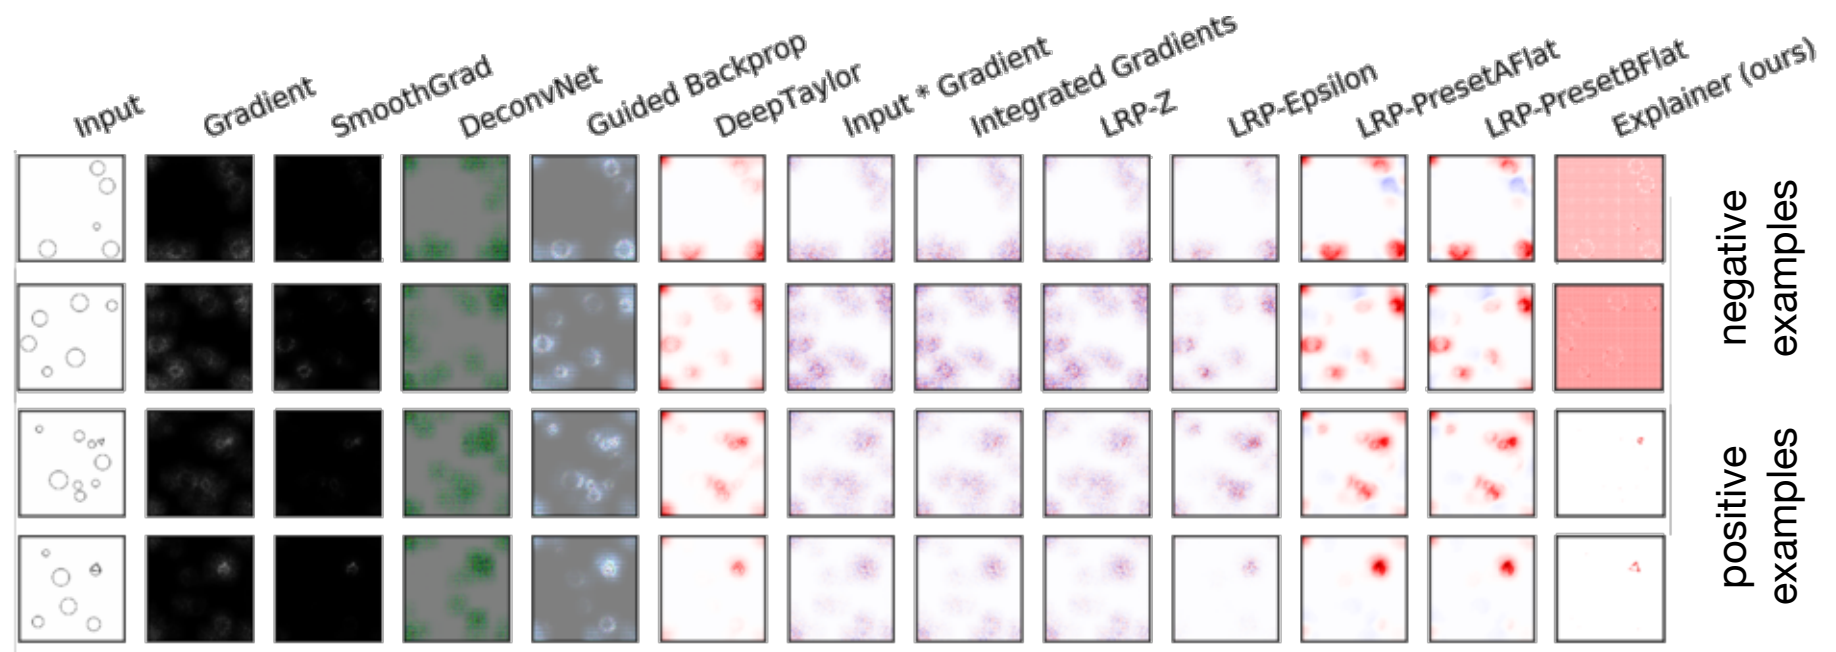 Input
Gradient
SmoothGrad
DeconvNet
Guided Backprop
DeepTaylor
Input * Gradient
Integrated Gradients
LRP-Z
LRP-Epsilon
LRP-PresetAFlat
LRP-PresetBFlat
Explainer (ours)
negative
examples
positive
examples